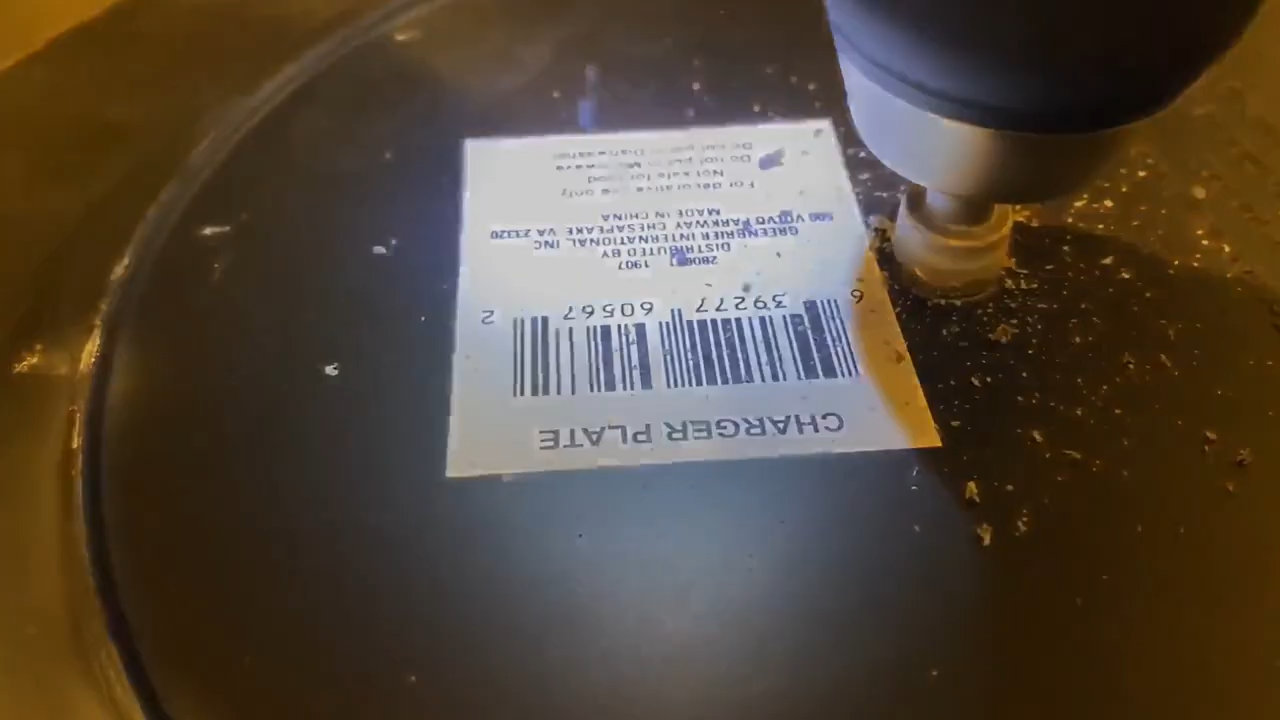 CHARGER PLATE
6 39277 60567 2
1907
DISTRIBUTED BY
GREENBRIER INTERNATIONAL, INC
500 VOLVO PARKWAY CHESAPEAKE VA 23320
MADE IN CHINA
For decorative use only
Not safe for food
Do not put in Microwave
Do not put in Dishwasher